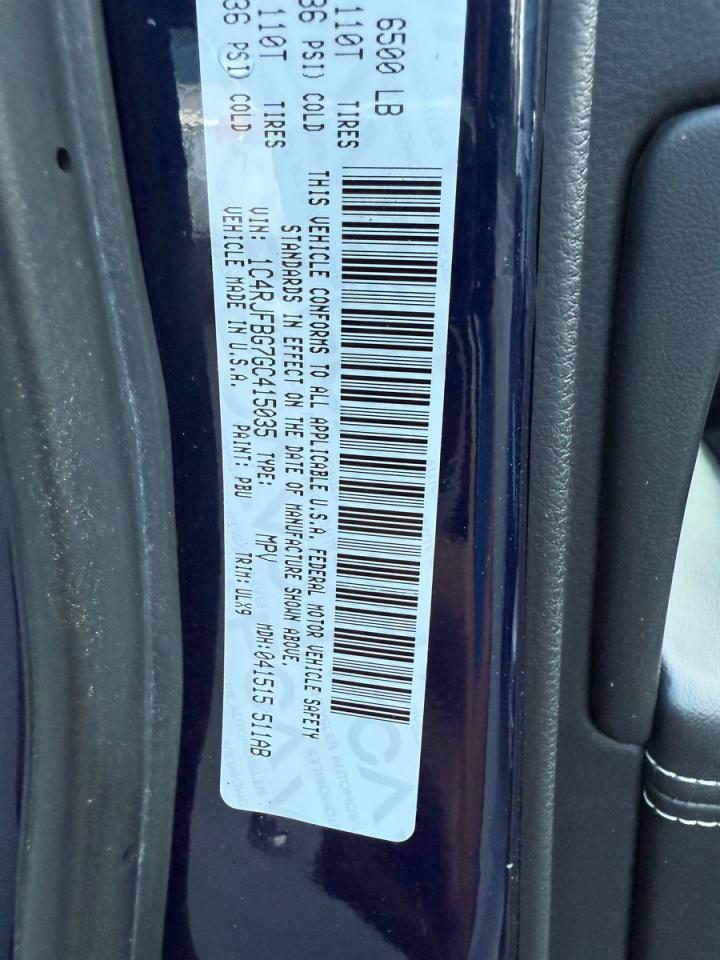 6500 LB
110T TIRES
36 PSI) COLD
110T TIRES
36 PSI) COLD
THIS VEHICLE CONFORMS TO ALL APPLICABLE U.S.A. FEDERAL MOTOR VEHICLE SAFETY
STANDARDS IN EFFECT ON THE DATE OF MANUFACTURE SHOWN ABOVE.
VIN: 1C4RJFBG7GC415035 TYPE: MPV MDH:041515 511AB
VEHICLE MADE IN U.S.A. PAINT: PBU TRIM: ULX9